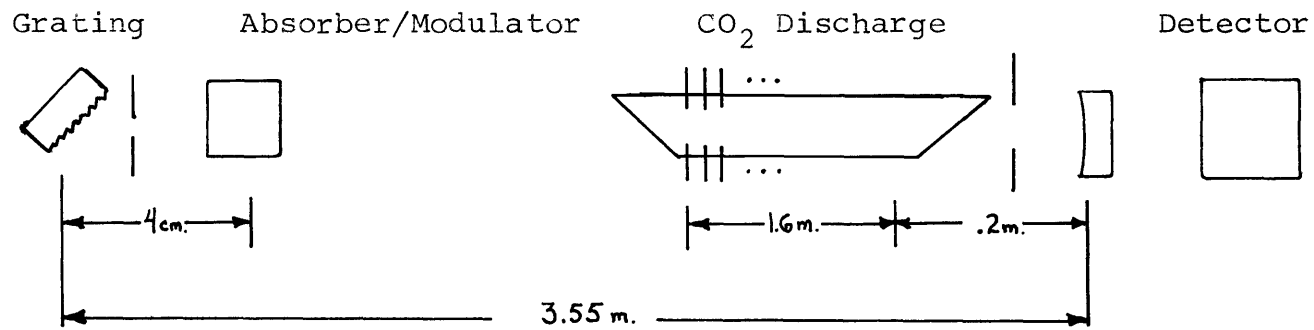 Grating Absorber/Modulator CO₂ Discharge Detector
... 
...
4cm. 1.6m. .2m.
3.55 m.